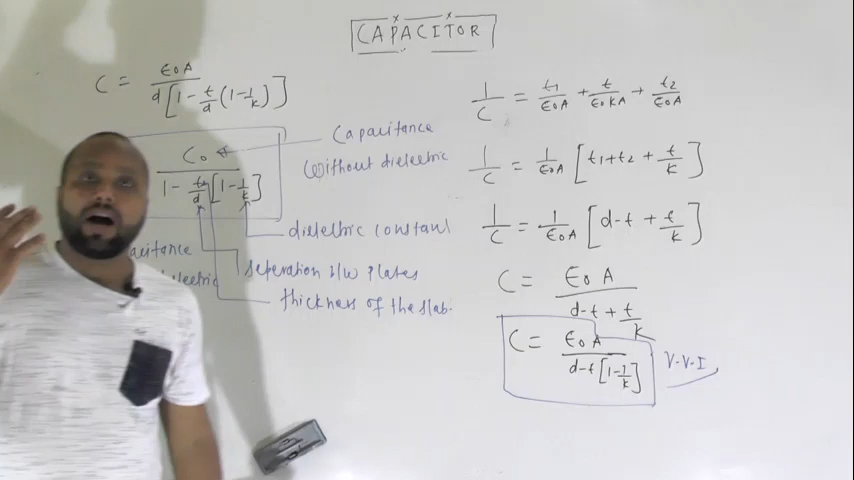 CAPACITOR
C = ε0A / d[1 - t/d (1 - 1/k)]
C0 / 1 - t/d [1 - 1/k]
Capacitance
Without dielectric
dielectric constant
Seperation b/w Plates
thickness of the slab.
1/C = t1/ε0A + t/ε0KA + t2/ε0A
1/C = 1/ε0A [t1+t2 + t/k]
1/C = 1/ε0A [d-t + t/k]
C = ε0A / d-t + t/k
C = ε0A / d-t[1-1/k]
V.V.I